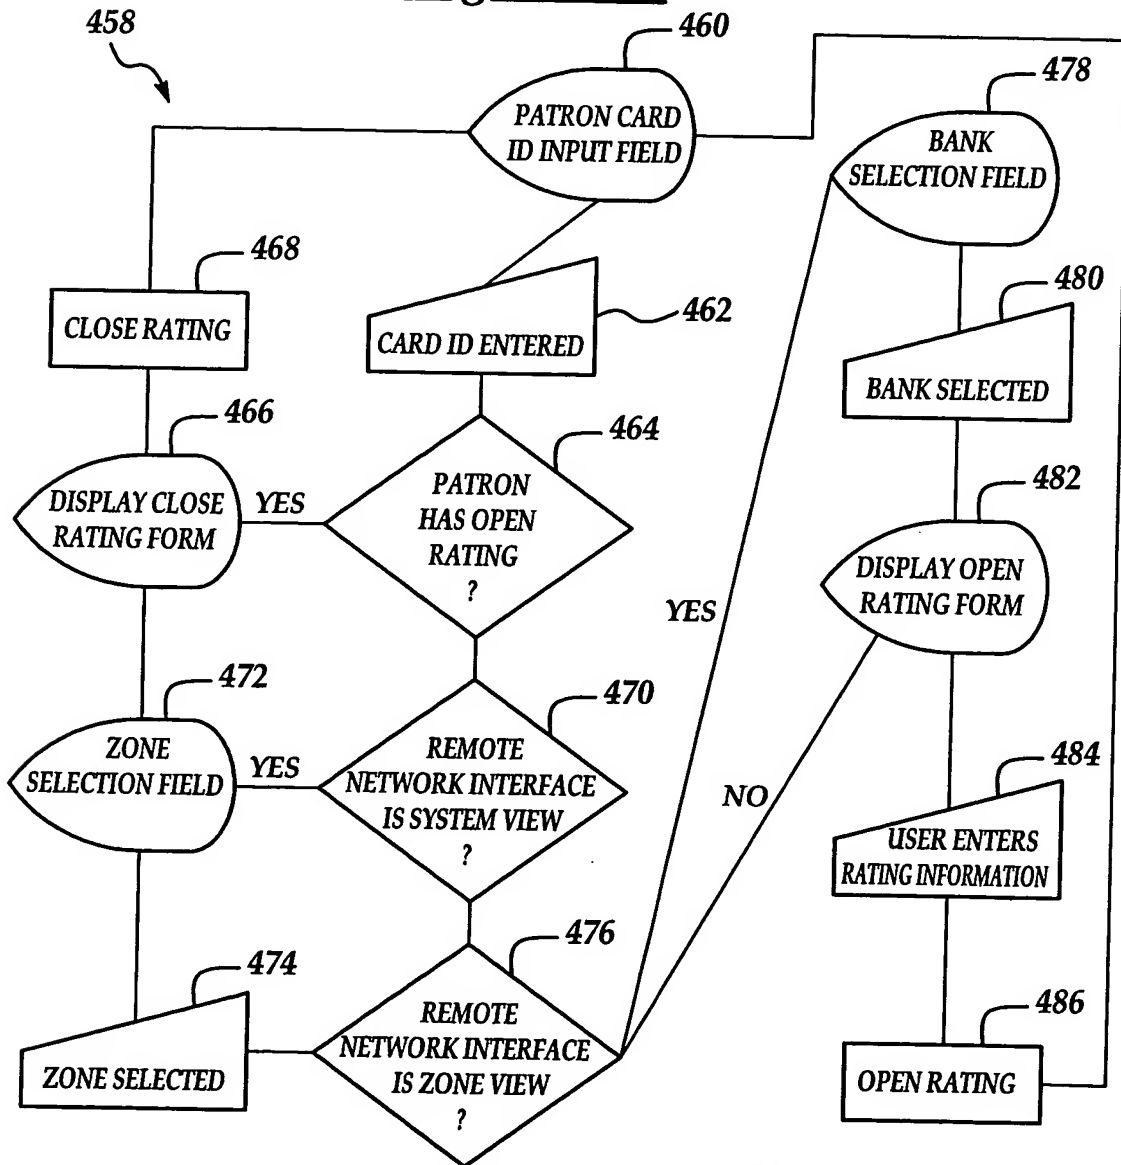 458
460
PATRON CARD
ID INPUT FIELD
478
BANK
SELECTION FIELD
468
CLOSE RATING
462
CARD ID ENTERED
480
BANK SELECTED
466
DISPLAY CLOSE
RATING FORM
YES
464
PATRON
HAS OPEN
RATING
?
482
DISPLAY OPEN
RATING FORM
YES
NO
472
ZONE
SELECTION FIELD
YES
470
REMOTE
NETWORK INTERFACE
IS SYSTEM VIEW
?
484
USER ENTERS
RATING INFORMATION
474
ZONE SELECTED
476
REMOTE
NETWORK INTERFACE
IS ZONE VIEW
?
486
OPEN RATING